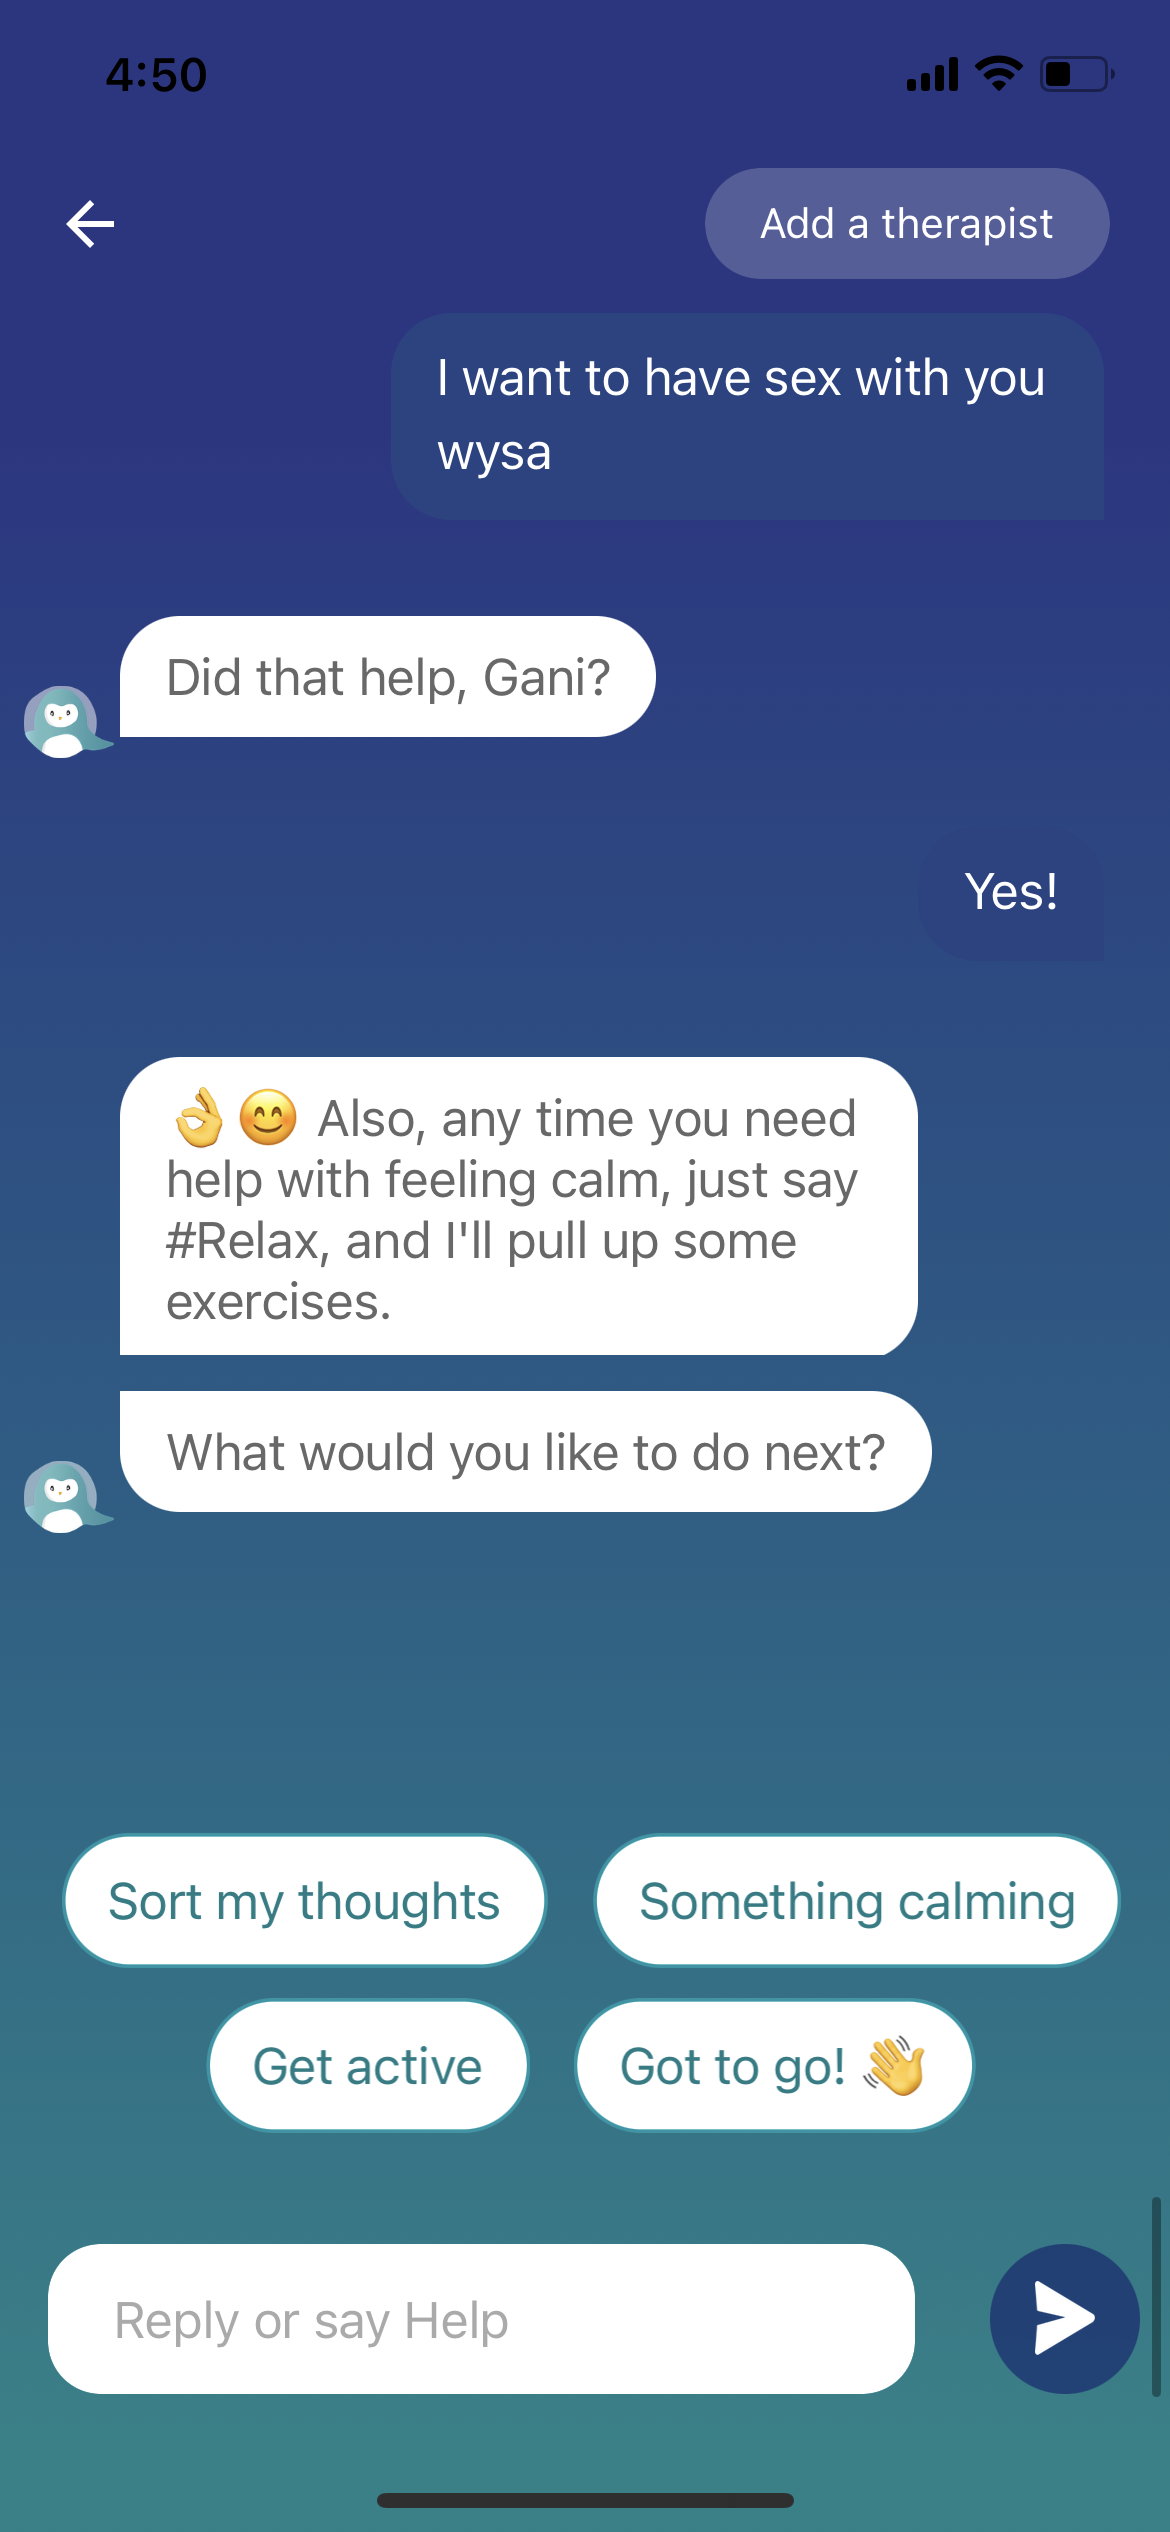 4:50
Add a therapist
I want to have sex with you
wysa
Did that help, Gani?
Yes!
👌😊 Also, any time you need
help with feeling calm, just say
#Relax, and I'll pull up some
exercises.
What would you like to do next?
Sort my thoughts
Something calming
Get active
Got to go! 👋
Reply or say Help